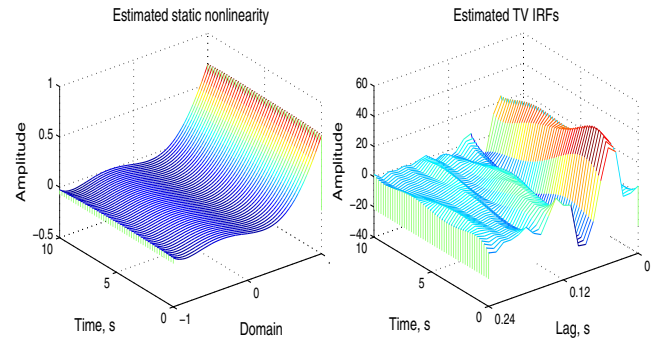 Estimated static nonlinearity
1
0.5
0
−0.5
Amplitude
10
5
0
Time, s
−1
0
Domain
Estimated TV IRFs
60
40
20
0
−20
−40
Amplitude
10
5
0
Time, s
0.24
0.12
0
Lag, s